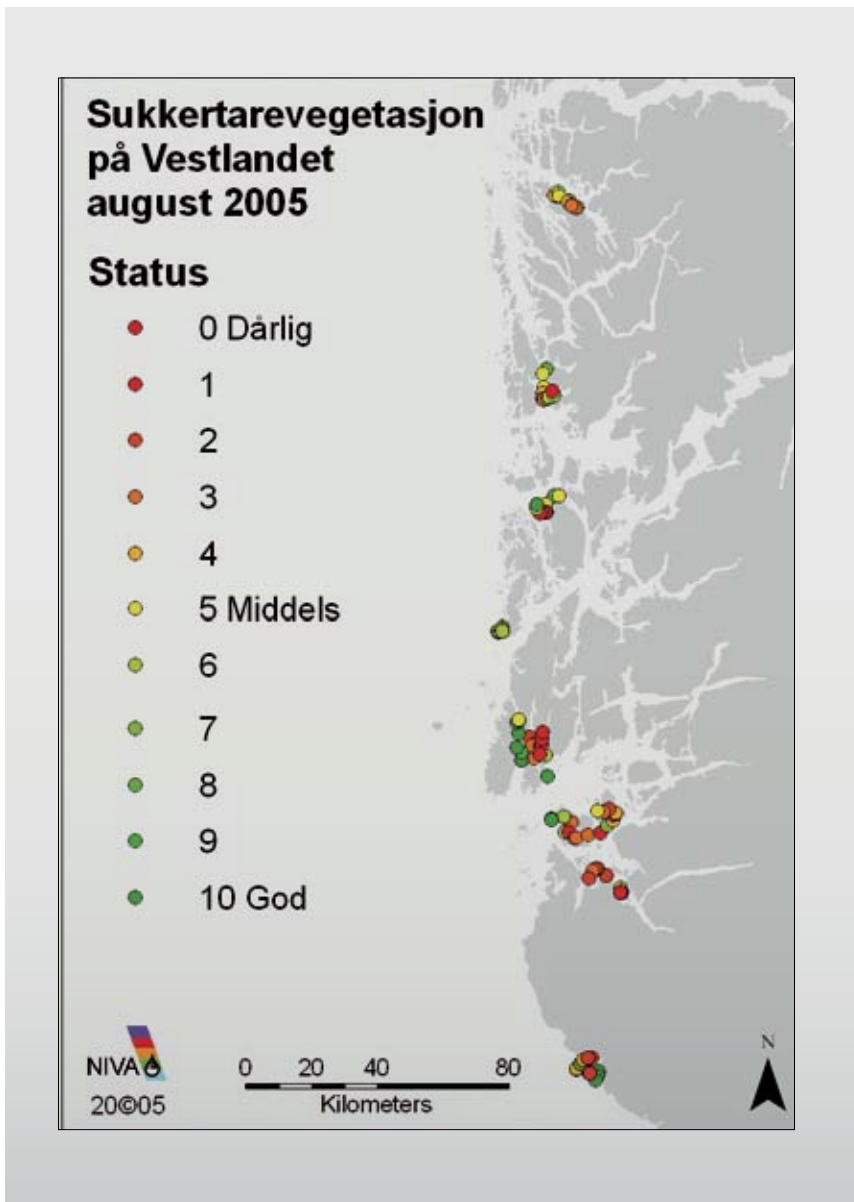 Sukkertarevegetasjon
på Vestlandet
august 2005
Status
0 Dårlig
1
2
3
4
5 Middels
6
7
8
9
10 God
NIVA
20©05
0 20 40 80
Kilometers
N